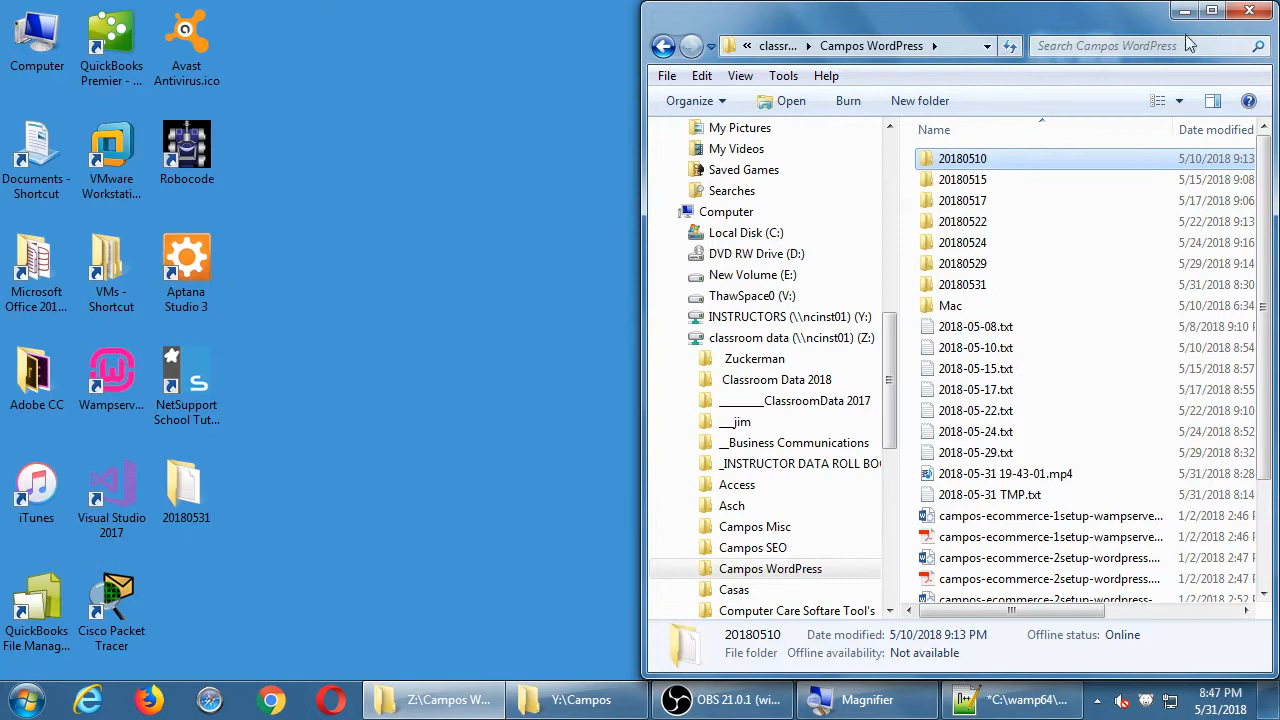 Computer
QuickBooks
Premier - ...
Avast
Antivirus.ico
Documents -
Shortcut
VMware
Workstati...
Robocode
Microsoft
Office 201...
VMs -
Shortcut
Aptana
Studio 3
Adobe CC
Wampserv...
NetSupport
School Tut...
iTunes
Visual Studio
2017
20180531
QuickBooks
File Manag...
Cisco Packet
Tracer
« classr... Campos WordPress
Search Campos WordPress
File Edit View Tools Help
Organize Open Burn New folder
My Pictures
My Videos
Saved Games
Searches
Computer
Local Disk (C:)
DVD RW Drive (D:)
New Volume (E:)
ThawSpace0 (V:)
INSTRUCTORS (\\ncinst01) (Y:)
classroom data (\\ncinst01) (Z:)
Zuckerman
Classroom Data 2018
________ClassroomData 2017
___jim
__Business Communications
_INSTRUCTOR DATA ROLL BO
Access
Asch
Campos Misc
Campos SEO
Campos WordPress
Casas
Computer Care Softare Tool's
Name Date modified
20180510 5/10/2018 9:13
20180515 5/15/2018 9:08
20180517 5/17/2018 9:06
20180522 5/22/2018 9:13
20180524 5/24/2018 9:16
20180529 5/29/2018 9:14
20180531 5/31/2018 8:30
Mac 5/10/2018 6:34
2018-05-08.txt 5/8/2018 9:10
2018-05-10.txt 5/10/2018 8:54
2018-05-15.txt 5/15/2018 8:57
2018-05-17.txt 5/17/2018 8:55
2018-05-22.txt 5/22/2018 9:10
2018-05-24.txt 5/24/2018 8:52
2018-05-29.txt 5/29/2018 8:32
2018-05-31 19-43-01.mp4 5/31/2018 8:28
2018-05-31 TMP.txt 5/31/2018 8:14
campos-ecommerce-1setup-wampserve... 1/2/2018 2:46
campos-ecommerce-1setup-wampserve... 1/2/2018 2:46
campos-ecommerce-2setup-wordpress.... 1/2/2018 2:47
campos-ecommerce-2setup-wordpress.... 1/2/2018 2:47
campos-ecommerce-2setup-wordpress- 1/2/2018 2:52
20180510 Date modified: 5/10/2018 9:13 PM Offline status: Online
File folder Offline availability: Not available
Z:\Campos W...
Y:\Campos
OBS 21.0.1 (wi...
Magnifier
*C:\wamp64\...
8:47 PM
5/31/2018